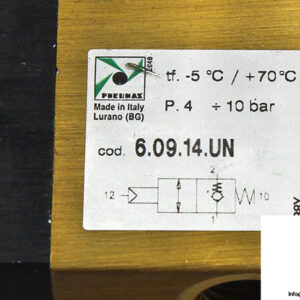 PNEUMAX
Made in Italy
Lurano (BG)
tf. -5 °C / +70°C
P. 4 ÷ 10 bar
cod. 6.09.14.UN
2
12
10
1